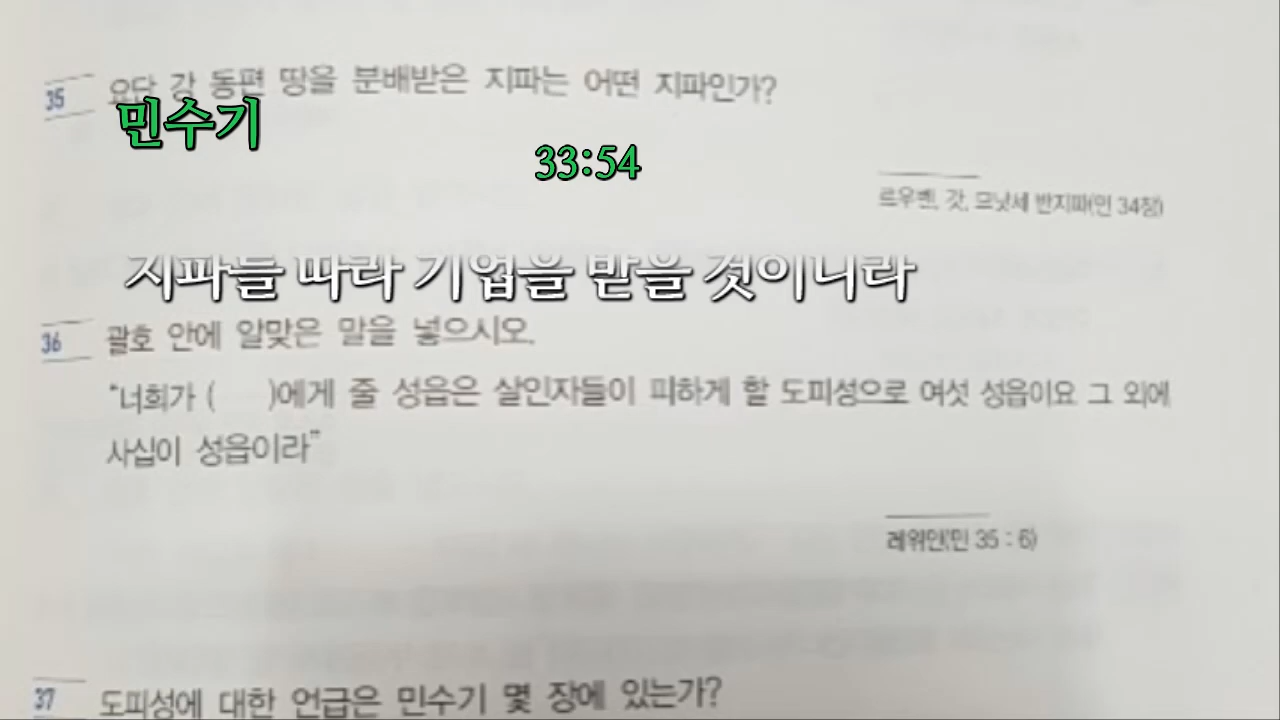 35 요단 강 동편 땅을 분배받은 지파는 어떤 지파인가?
민수기
33:54
르우벤, 갓, 므낫세 반지파(민 34장)
지파를 따라 기업을 받을 것이니라
36 괄호 안에 알맞은 말을 넣으시오.
"너희가 ( )에게 줄 성읍은 살인자들이 피하게 할 도피성으로 여섯 성읍이요 그 외에
사십이 성읍이라"
레위인(민 35 : 6)
37 도피성에 대한 언급은 민수기 몇 장에 있는가?